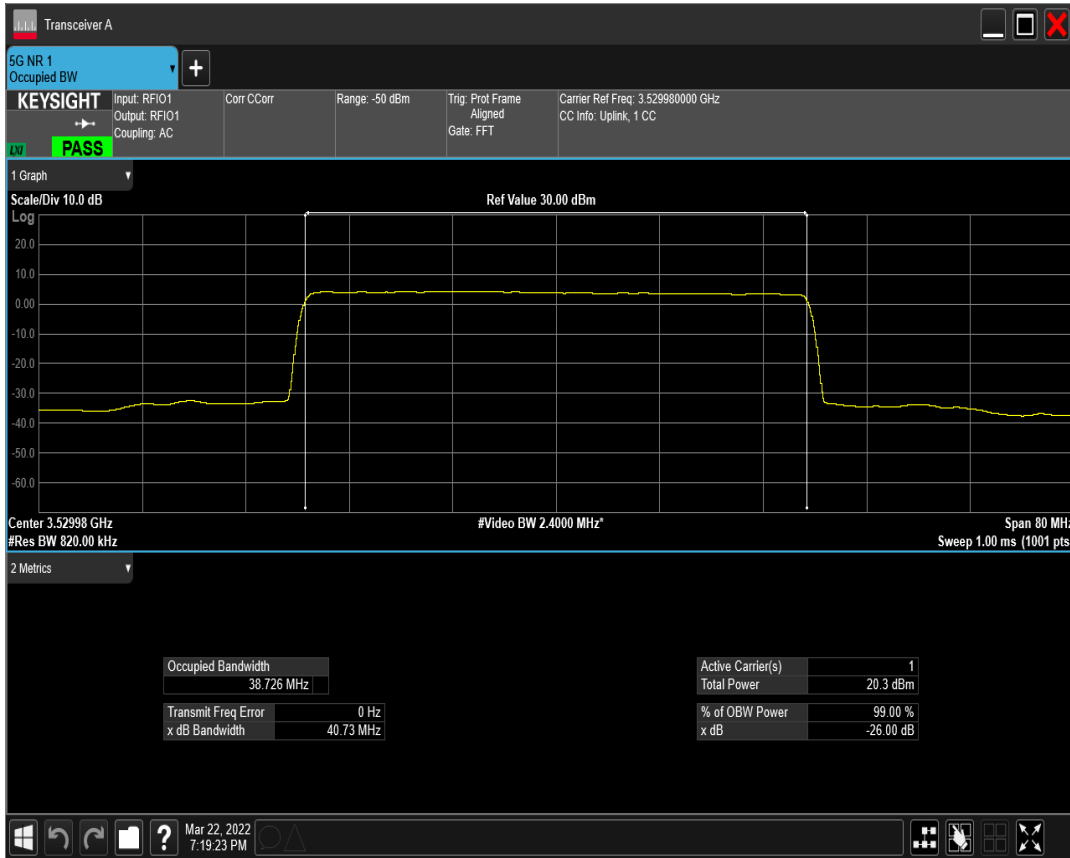 Transceiver A
5G NR 1
Occupied BW
KEYSIGHT
LXI
PASS
Input: RFIO1
Output: RFIO1
Coupling: AC
Corr CCorr
Range: -50 dBm
Trig: Prot Frame
Aligned
Gate: FFT
Carrier Ref Freq: 3.529980000 GHz
CC Info: Uplink, 1 CC
1 Graph
Scale/Div 10.0 dB
Ref Value 30.00 dBm
Log
20.0
10.0
0.00
-10.0
-20.0
-30.0
-40.0
-50.0
-60.0
Center 3.52998 GHz
#Video BW 2.4000 MHz*
Span 80 MHz
#Res BW 820.00 kHz
Sweep 1.00 ms (1001 pts
2 Metrics
Occupied Bandwidth
38.726 MHz
Transmit Freq Error 0 Hz
x dB Bandwidth 40.73 MHz
Active Carrier(s) 1
Total Power 20.3 dBm
% of OBW Power 99.00 %
x dB -26.00 dB
?
Mar 22, 2022
7:19:23 PM